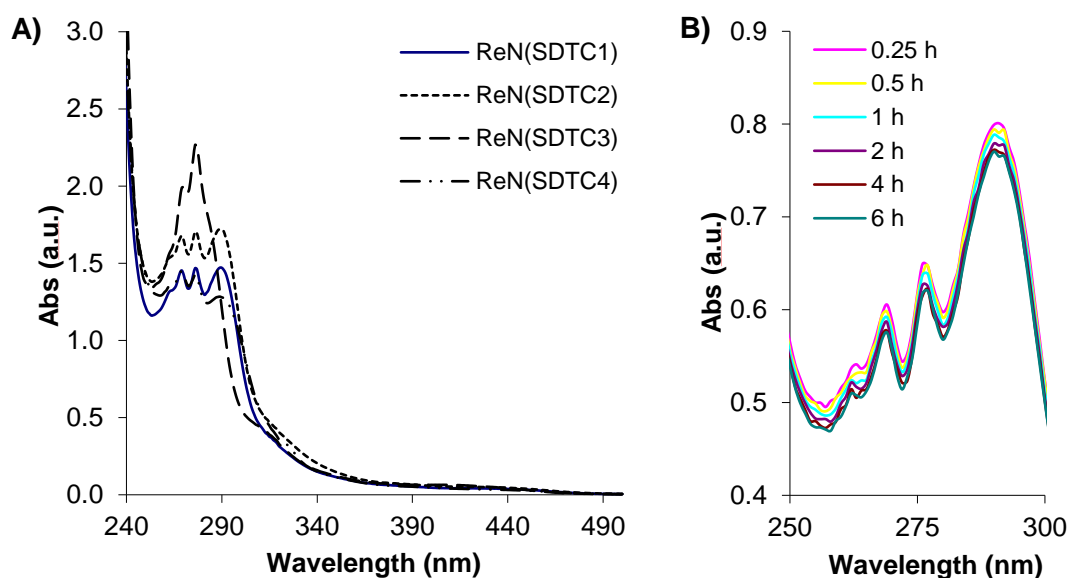 A)
Abs (a.u.)
3.0
2.5
2.0
1.5
1.0
0.5
0.0
240 290 340 390 440 490
Wavelength (nm)
ReN(SDTC1)
ReN(SDTC2)
ReN(SDTC3)
ReN(SDTC4)
B)
Abs (a.u.)
0.9
0.8
0.7
0.6
0.5
0.4
250 275 300
Wavelength (nm)
0.25 h
0.5 h
1 h
2 h
4 h
6 h